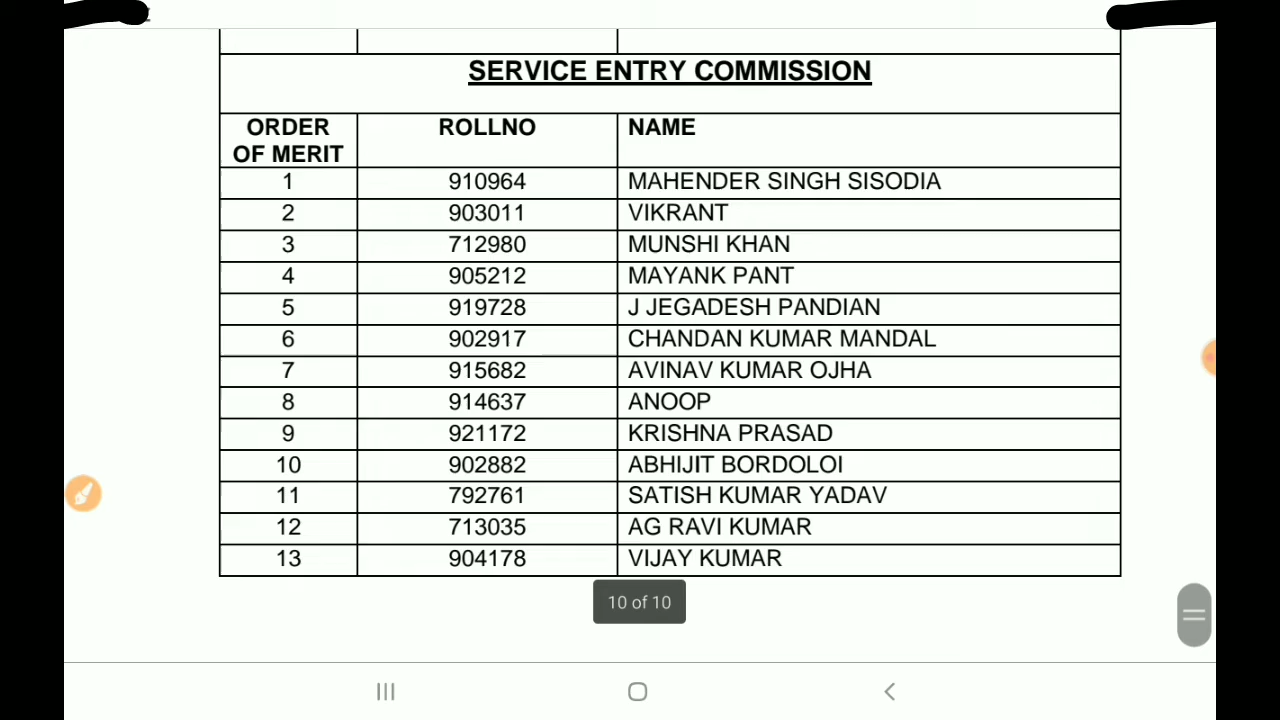 SERVICE ENTRY COMMISSION
ORDER OF MERIT ROLLNO NAME
1 910964 MAHENDER SINGH SISODIA
2 903011 VIKRANT
3 712980 MUNSHI KHAN
4 905212 MAYANK PANT
5 919728 J JEGADESH PANDIAN
6 902917 CHANDAN KUMAR MANDAL
7 915682 AVINAV KUMAR OJHA
8 914637 ANOOP
9 921172 KRISHNA PRASAD
10 902882 ABHIJIT BORDOLOI
11 792761 SATISH KUMAR YADAV
12 713035 AG RAVI KUMAR
13 904178 VIJAY KUMAR
10 of 10